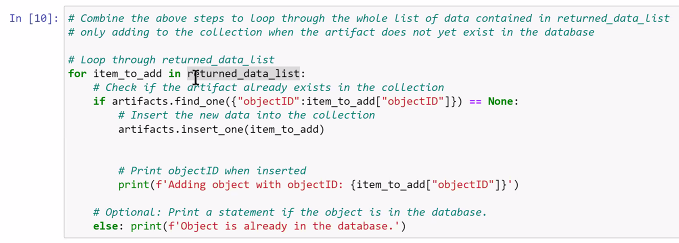 In [10]:
# Combine the above steps to loop through the whole list of data contained in returned_data_list
# only adding to the collection when the artifact does not yet exist in the database
# Loop through returned_data_list
for item_to_add in returned_data_list:
# Check if the artifact already exists in the collection
if artifacts.find_one({"objectID":item_to_add["objectID"]}) == None:
# Insert the new data into the collection
artifacts.insert_one(item_to_add)
# Print objectID when inserted
print(f'Adding object with objectID: {item_to_add["objectID"]}')
# Optional: Print a statement if the object is in the database.
else: print(f'Object is already in the database.')